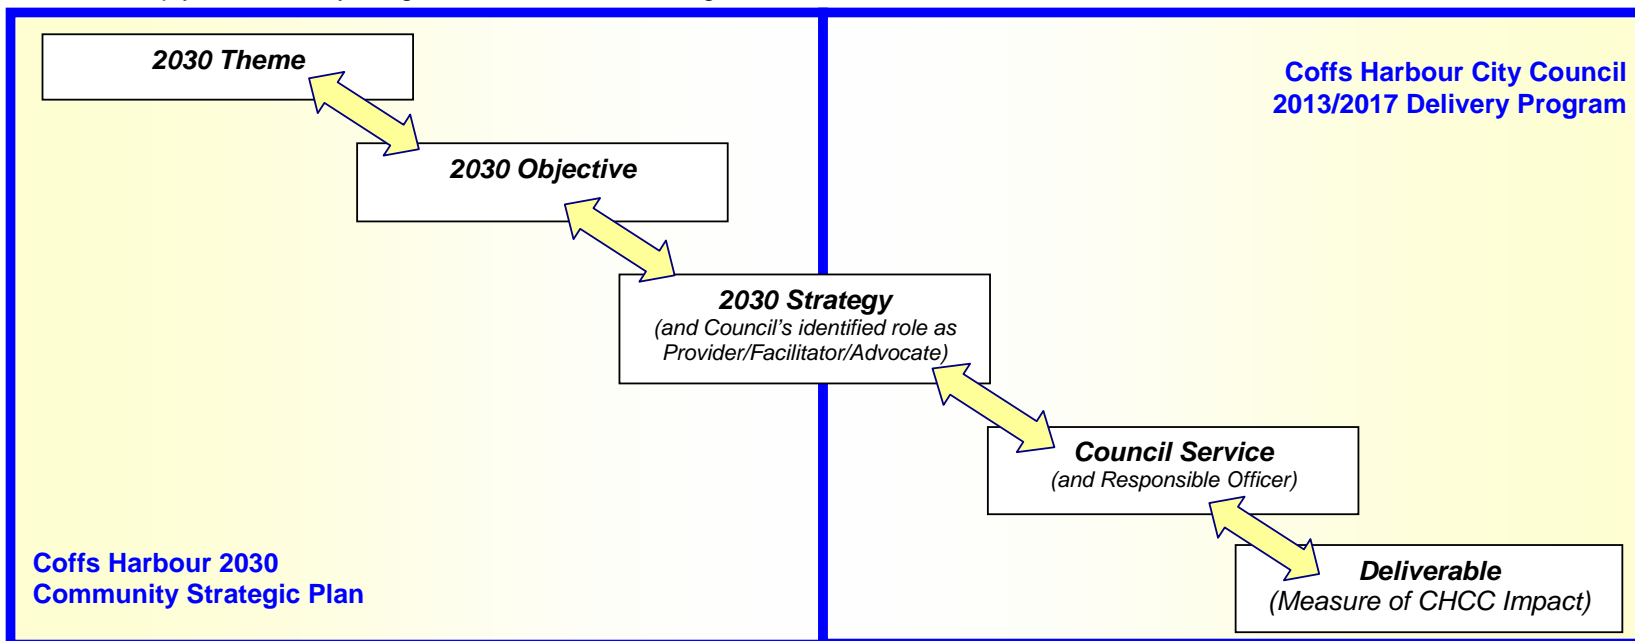 2030 Theme
Coffs Harbour City Council
2013/2017 Delivery Program
2030 Objective
2030 Strategy
(and Council's identified role as
Provider/Facilitator/Advocate)
Council Service
(and Responsible Officer)
Coffs Harbour 2030
Community Strategic Plan
Deliverable
(Measure of CHCC Impact)